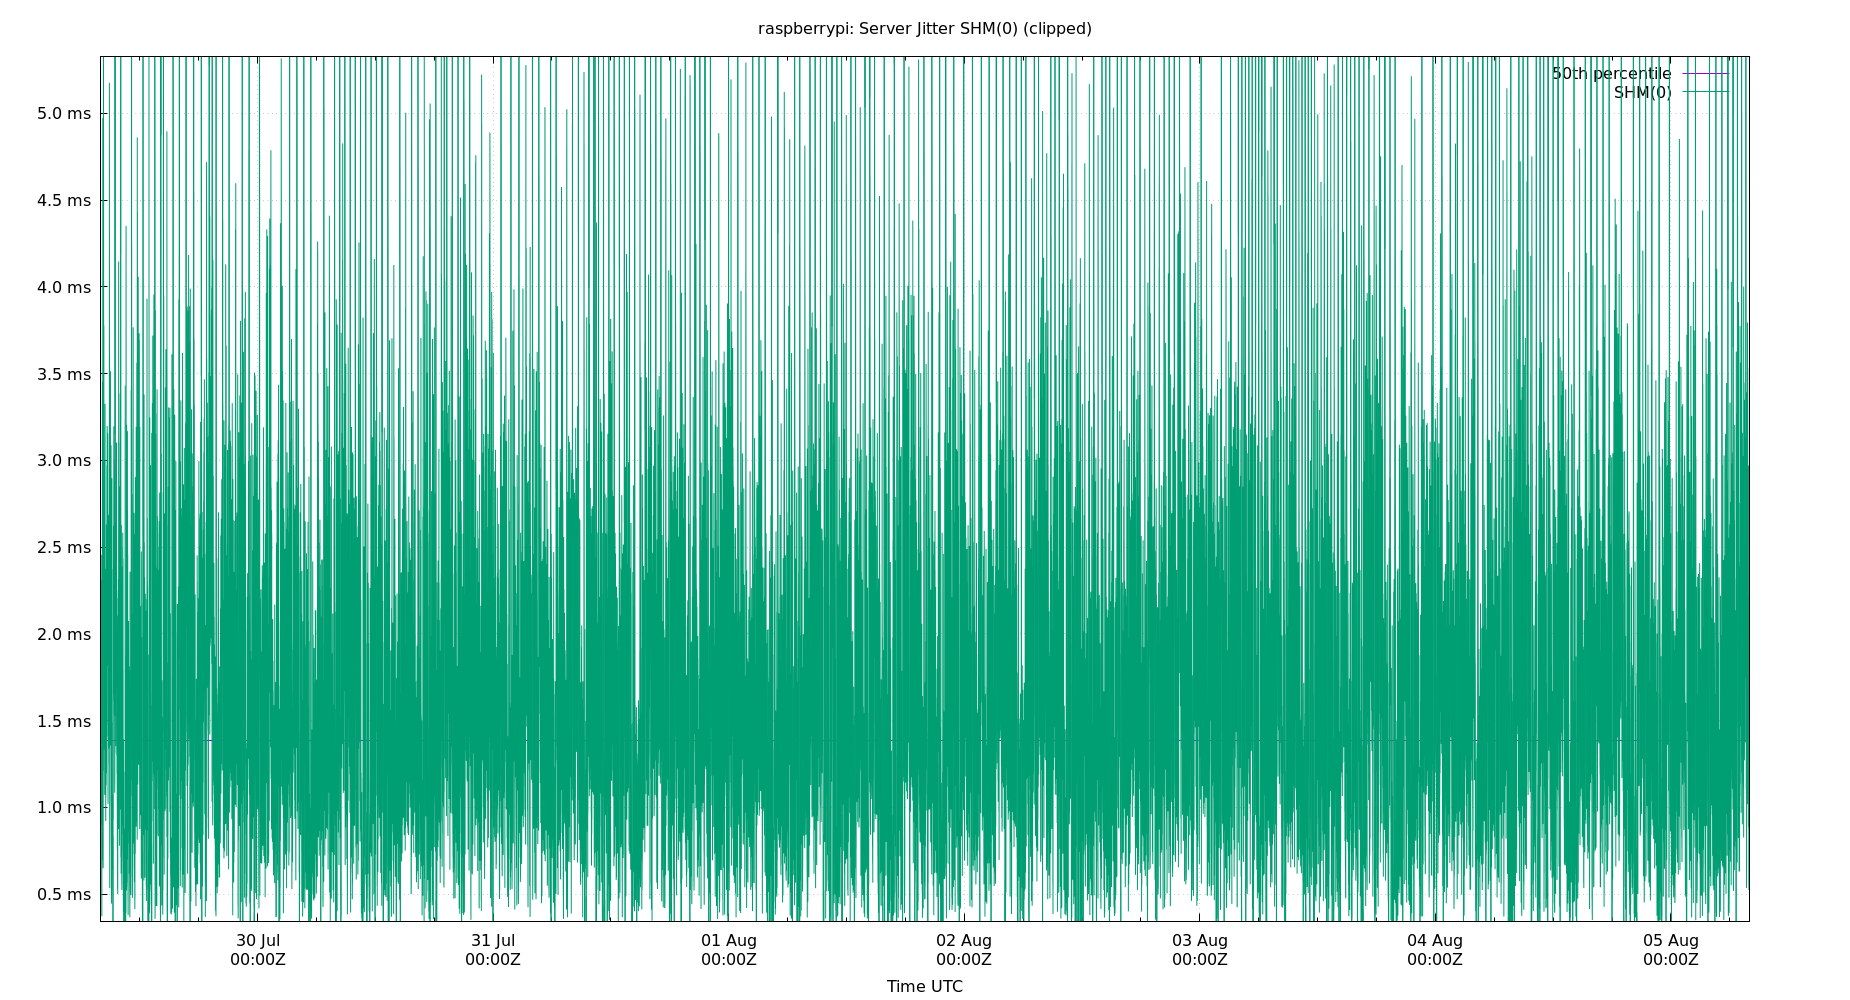 raspberrypi: Server Jitter SHM(0) (clipped)
50th percentile
SHM(0)
5.0 ms
4.5 ms
4.0 ms
3.5 ms
3.0 ms
2.5 ms
2.0 ms
1.5 ms
1.0 ms
0.5 ms
30 Jul 31 Jul 01 Aug 02 Aug 03 Aug 04 Aug 05 Aug
00:00Z 00:00Z 00:00Z 00:00Z 00:00Z 00:00Z 00:00Z
Time UTC